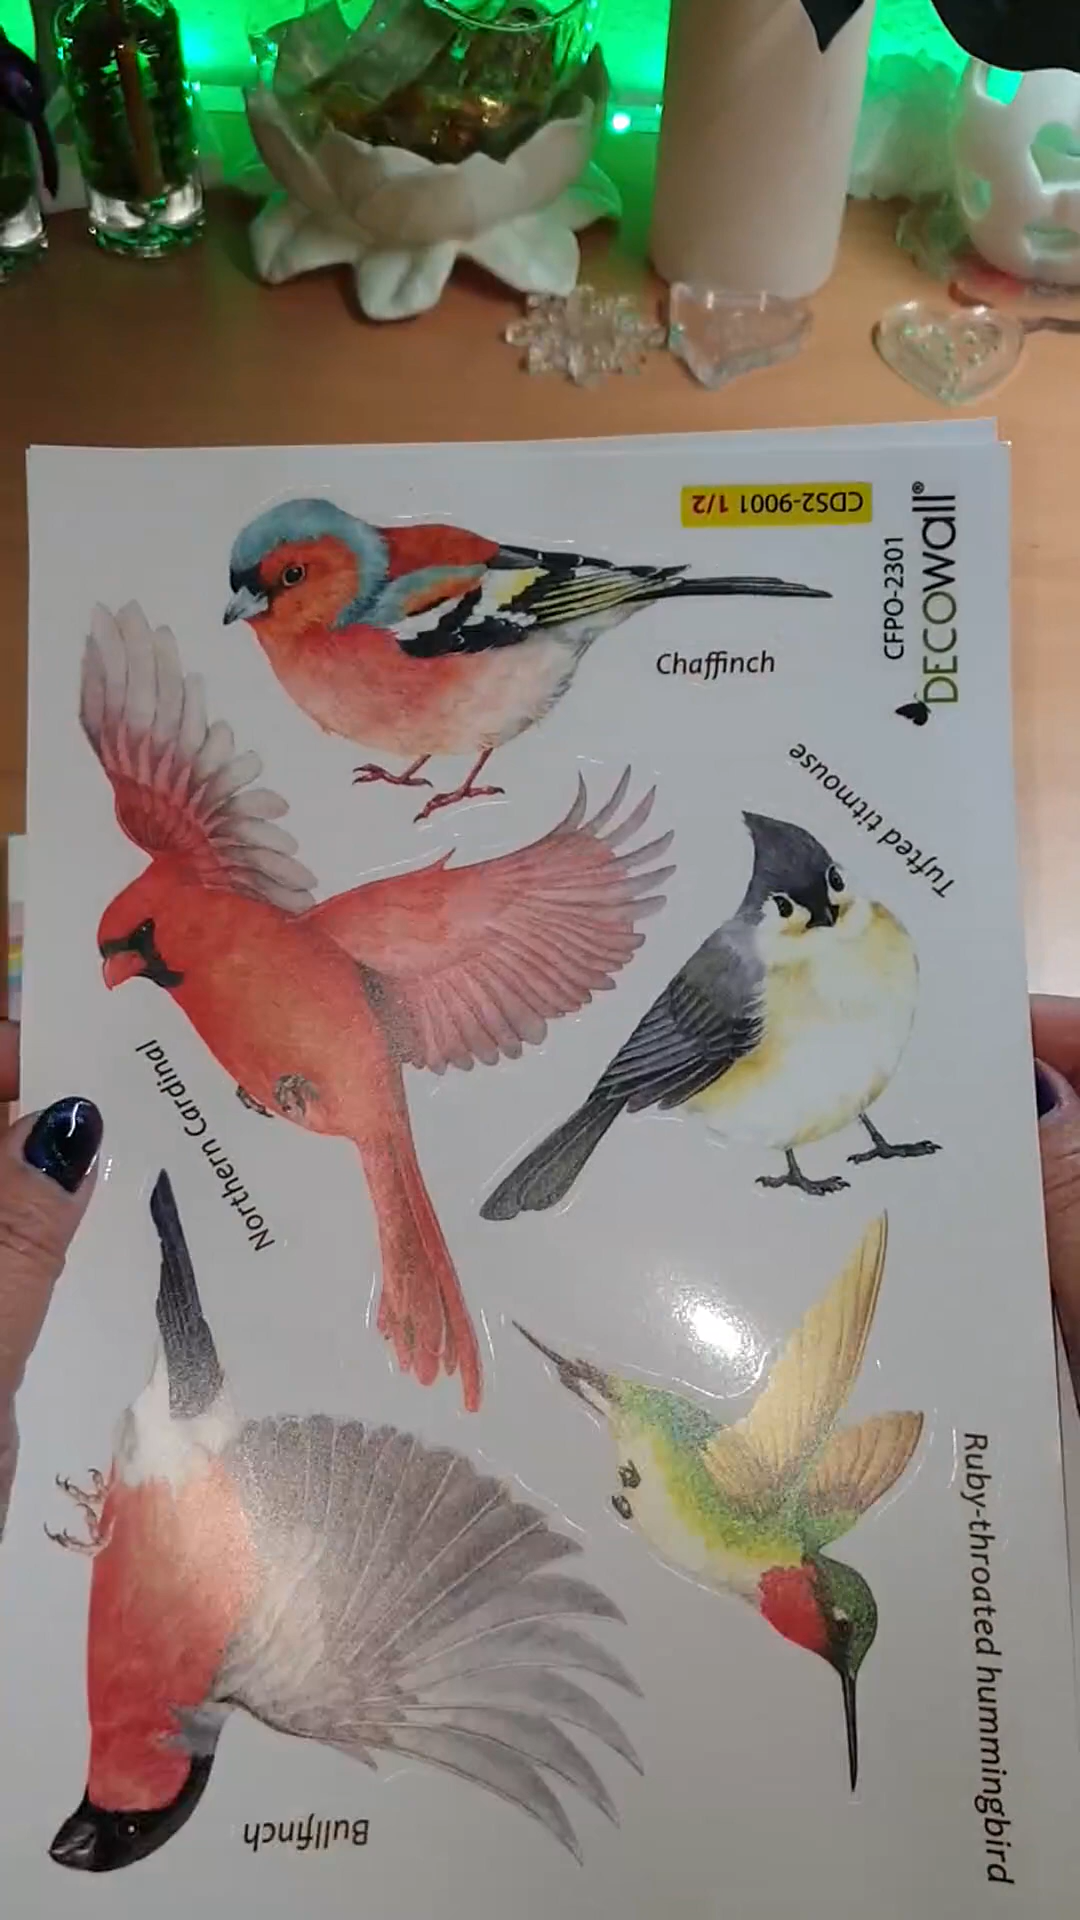 CDS2-9001 1/2
CFPO-2301
DECOWall®
Chaffinch
Tufted titmouse
Northern Cardinal
Ruby-throated hummingbird
Bullfinch